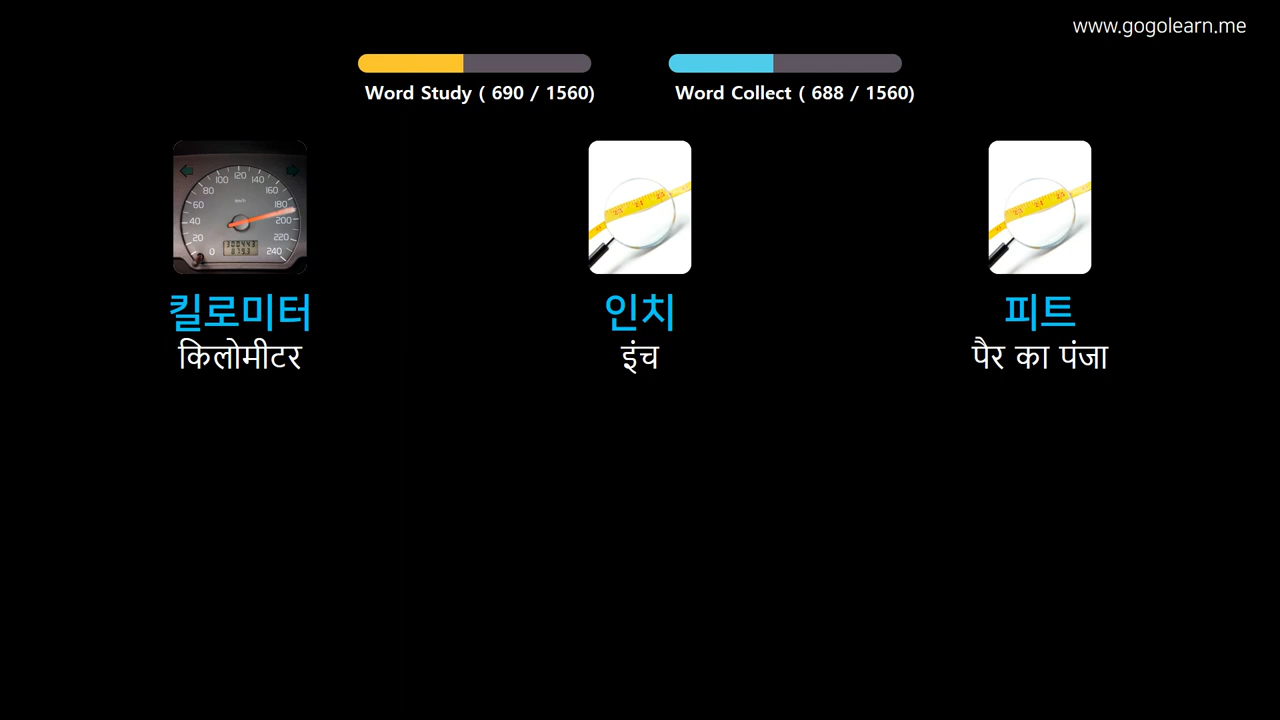 www.gogolearn.me
Word Study ( 690 / 1560)
Word Collect ( 688 / 1560)
킬로미터
인치
피트
किलोमीटर
इंच
पैर का पंजा